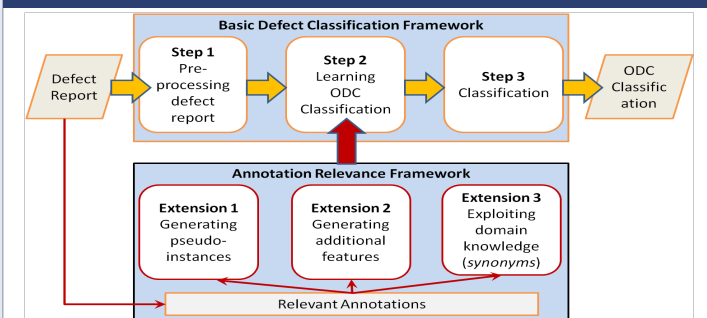 Basic Defect Classification Framework
Defect
Report
Step 1
Pre-
processing
defect
report
Step 2
Learning
ODC
Classification
Step 3
Classification
ODC
Classific
ation
Annotation Relevance Framework
Extension 1
Generating
pseudo-
instances
Extension 2
Generating
additional
features
Extension 3
Exploiting
domain
knowledge
(synonyms)
Relevant Annotations